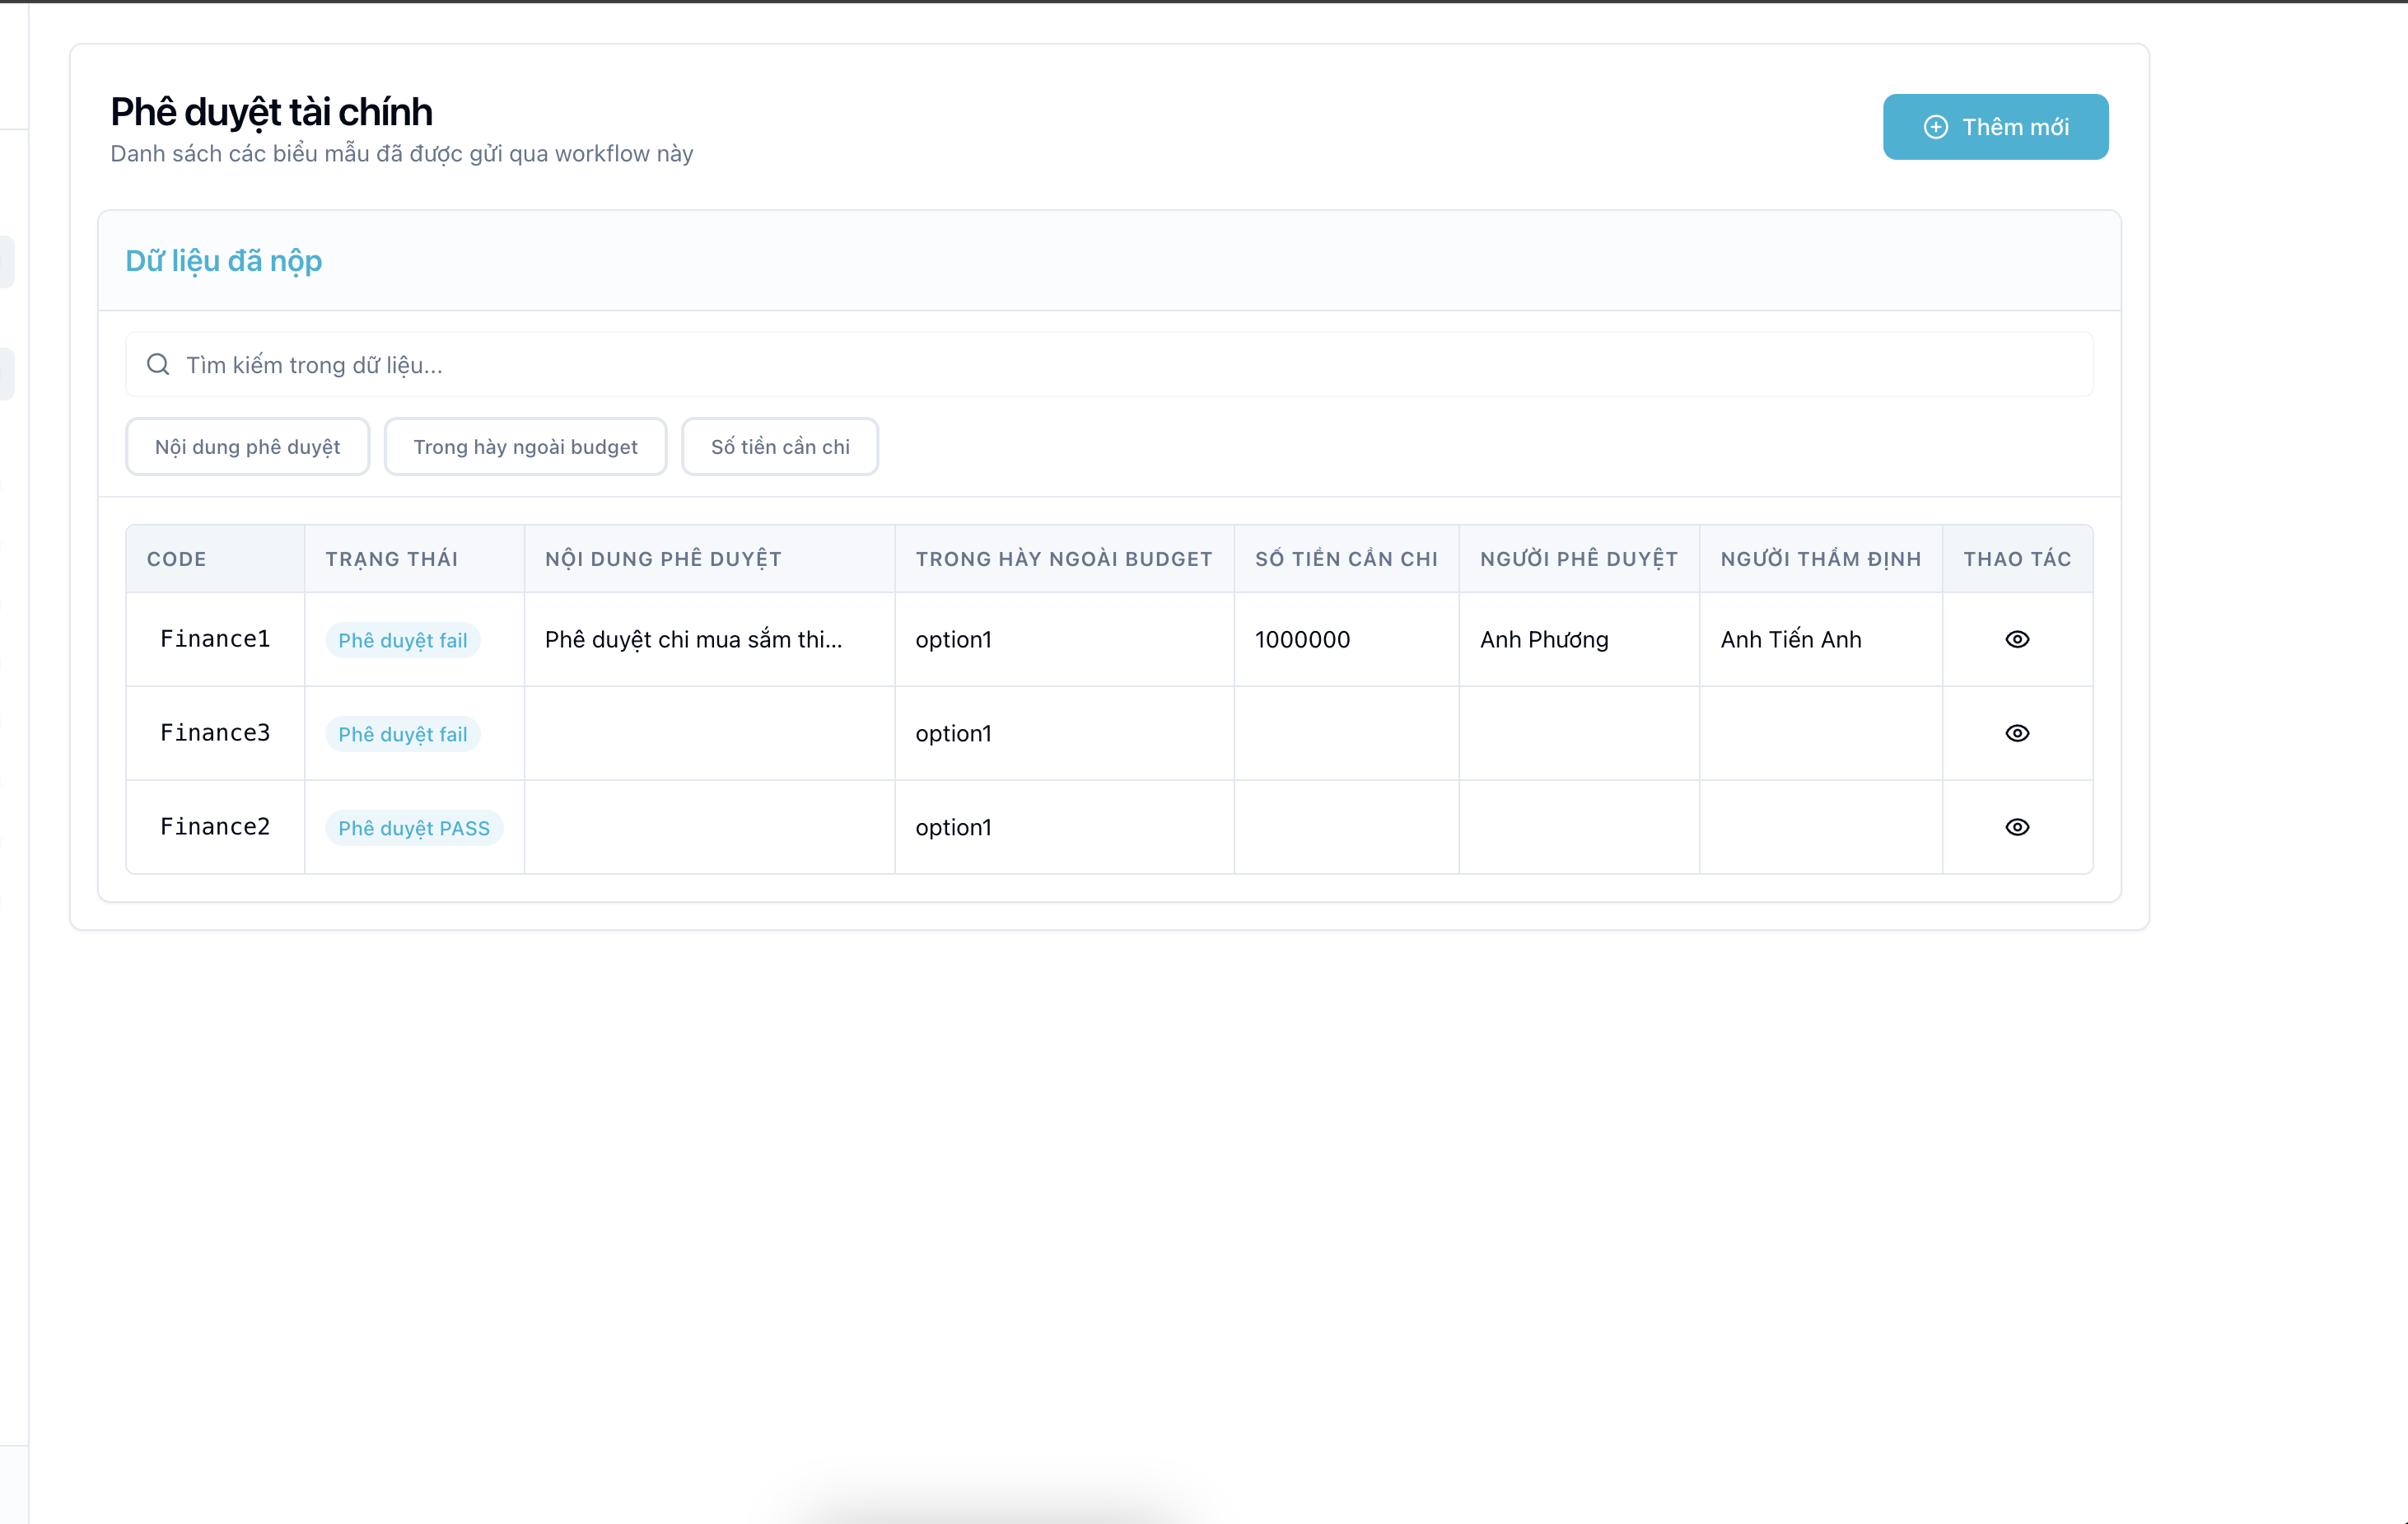 Phê duyệt tài chính
Danh sách các biểu mẫu đã được gửi qua workflow này
Thêm mới
Dữ liệu đã nộp
Tìm kiếm trong dữ liệu...
Nội dung phê duyệt Trong hày ngoài budget Số tiền cần chi
CODE TRẠNG THÁI NỘI DUNG PHÊ DUYỆT TRONG HÀY NGOÀI BUDGET SỐ TIỀN CẦN CHI NGƯỜI PHÊ DUYỆT NGƯỜI THẨM ĐỊNH THAO TÁC
Finance1 Phê duyệt fail Phê duyệt chi mua sắm thi... option1 1000000 Anh Phương Anh Tiến Anh
Finance3 Phê duyệt fail option1
Finance2 Phê duyệt PASS option1